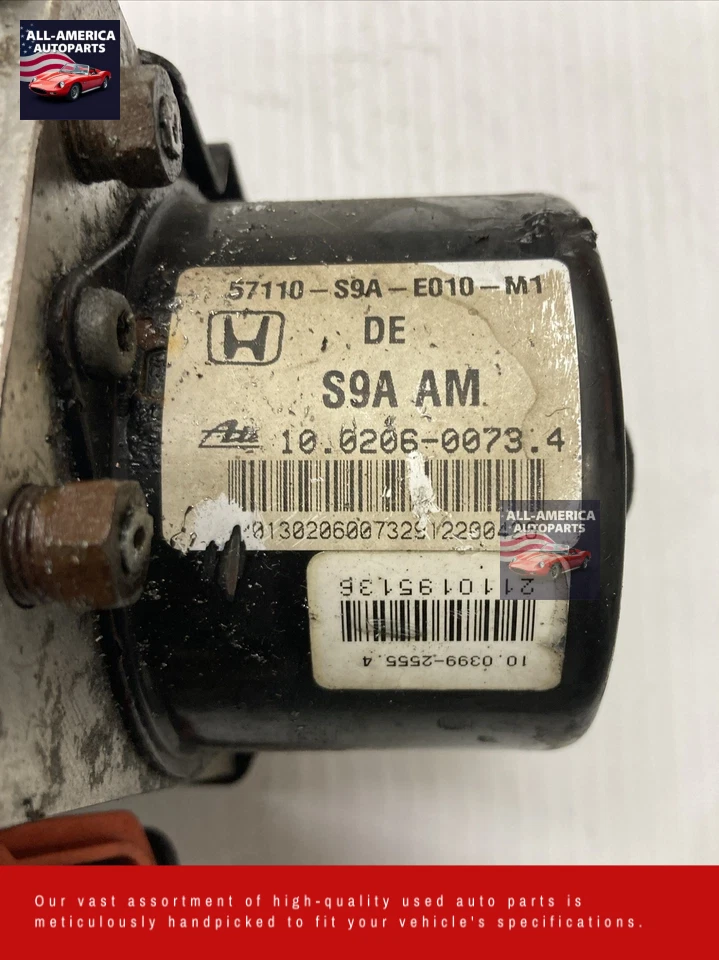 ALL-AMERICA
AUTOPARTS
57110-S9A-E010-M1
DE
S9A AM
Ate 10.0206-0073.4
ALL-AMERICA
AUTOPARTS
2110195136
10.0399-2555.4
Our vast assortment of high-quality used auto parts is
meticulously handpicked to fit your vehicle's specifications.